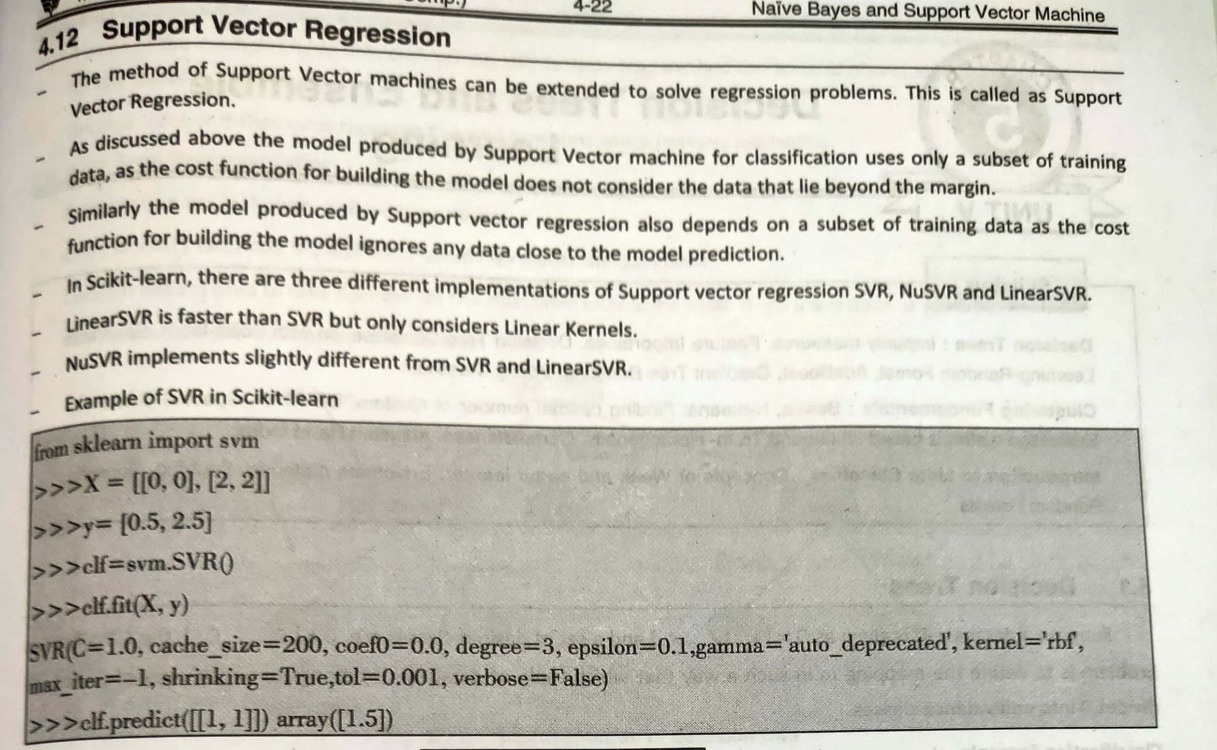 4-22
Naïve Bayes and Support Vector Machine
4.12 Support Vector Regression
– The method of Support Vector machines can be extended to solve regression problems. This is called as Support
Vector Regression.
– As discussed above the model produced by Support Vector machine for classification uses only a subset of training
data, as the cost function for building the model does not consider the data that lie beyond the margin.
– Similarly the model produced by Support vector regression also depends on a subset of training data as the cost
function for building the model ignores any data close to the model prediction.
– In Scikit-learn, there are three different implementations of Support vector regression SVR, NuSVR and LinearSVR.
– LinearSVR is faster than SVR but only considers Linear Kernels.
– NuSVR implements slightly different from SVR and LinearSVR.
– Example of SVR in Scikit-learn
from sklearn import svm
>>>X = [[0, 0], [2, 2]]
>>>y= [0.5, 2.5]
>>>clf=svm.SVR()
>>>clf.fit(X, y)
SVR(C=1.0, cache_size=200, coef0=0.0, degree=3, epsilon=0.1,gamma='auto_deprecated', kernel='rbf',
max_iter=–1, shrinking=True,tol=0.001, verbose=False)
>>>clf.predict([[1, 1]]) array([1.5])